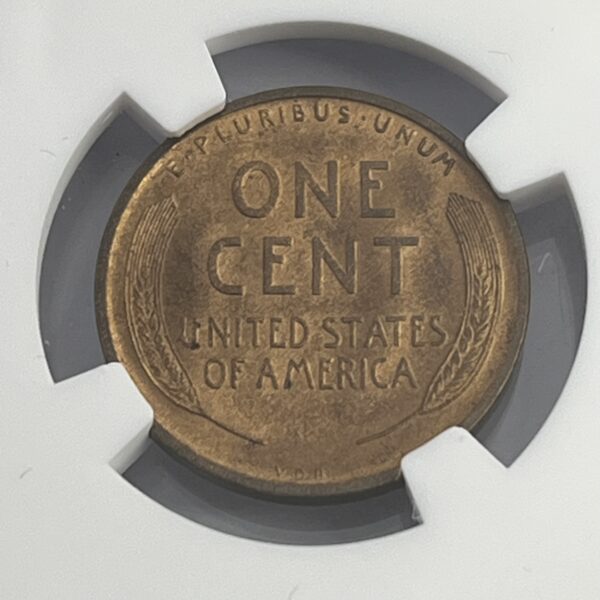 E·PLURIBUS·UNUM
ONE
CENT
UNITED STATES
OF AMERICA
V.D.B.